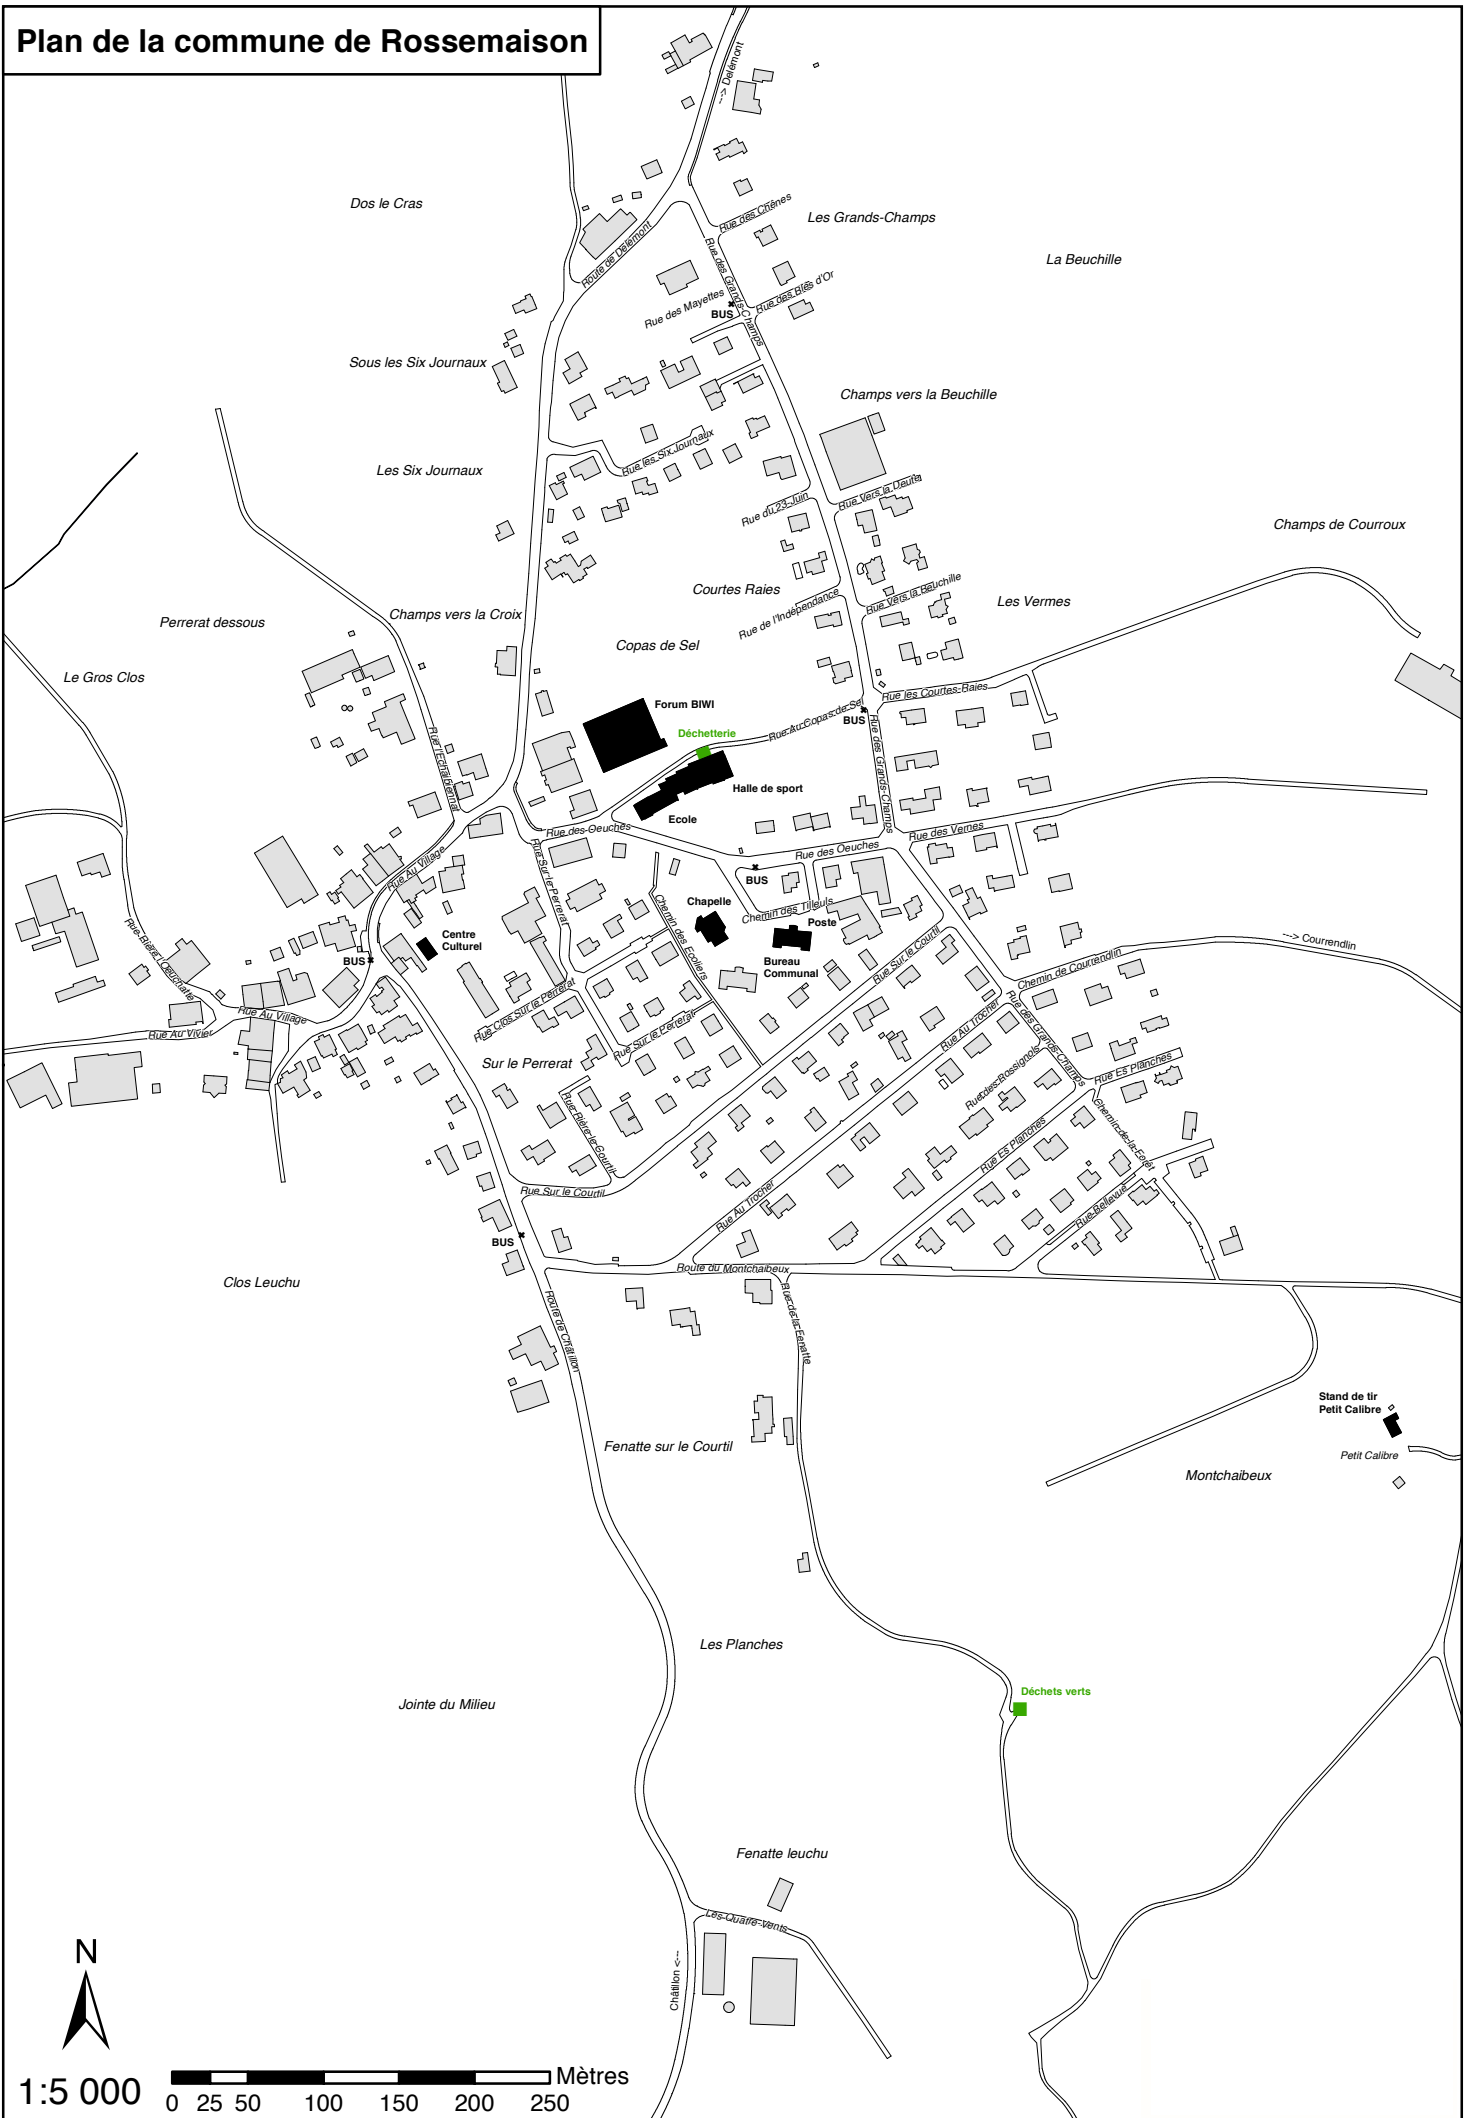 Plan de la commune de Rossemaison
---> Delémont
Dos le Cras
Rue des Chênes
Les Grands-Champs
Route de Delémont
Rue des Grands-Champs
La Beuchille
Rue des Blés d'Or
Rue des Mayettes
BUS
Sous les Six Journaux
Champs vers la Beuchille
Rue les Six Journaux
Les Six Journaux
Rue Vers la Deute
Rue du 23-Juin
Champs de Courroux
Courtes Raies
Rue Vers la Beuchille
Rue de l'Indépendance
Les Vermes
Champs vers la Croix
Perrerat dessous
Copas de Sel
Le Gros Clos
Rue les Courtes-Raies
Forum BIWI
Rue Au Copas de Sel
BUS
Déchetterie
Rue l'Echaibrennat
Rue des Grands-Champs
Halle de sport
Ecole
Rue des Oeuches
Rue des Vernes
Rue des Oeuches
Rue Au Village
Rue Sur le Perrerat
BUS
Chapelle
Chemin des Tilleuls
Chemin des Ecoliers
Poste
Centre
Culturel
Rue Rière l'Oeuchatte
BUS
Bureau
Communal
Rue Sur le Courtil
---> Courrendlin
Chemin de Courrendlin
Rue Au Village
Rue Au Vivier
Rue Clos Sur le Perrerat
Rue Sur le Perrerat
Rue Au Trocher
Rue des Grands-Champs
Sur le Perrerat
Rue des Rossignols
Rue Es Planches
Rue Rière le Courtil
Chemin de la Forêt
Rue Es Planches
Rue Sur le Courtil
Rue Au Trocher
Rue Bellevue
BUS
Route du Montchaibeux
Clos Leuchu
Route de Châtillon
Rue de la Fenatte
Stand de tir
Petit Calibre
Fenatte sur le Courtil
Petit Calibre
Montchaibeux
Les Planches
Déchets verts
Jointe du Milieu
Fenatte leuchu
Les Quatre-Vents
Châtillon <---
N
1:5 000
Mètres
0 25 50 100 150 200 250